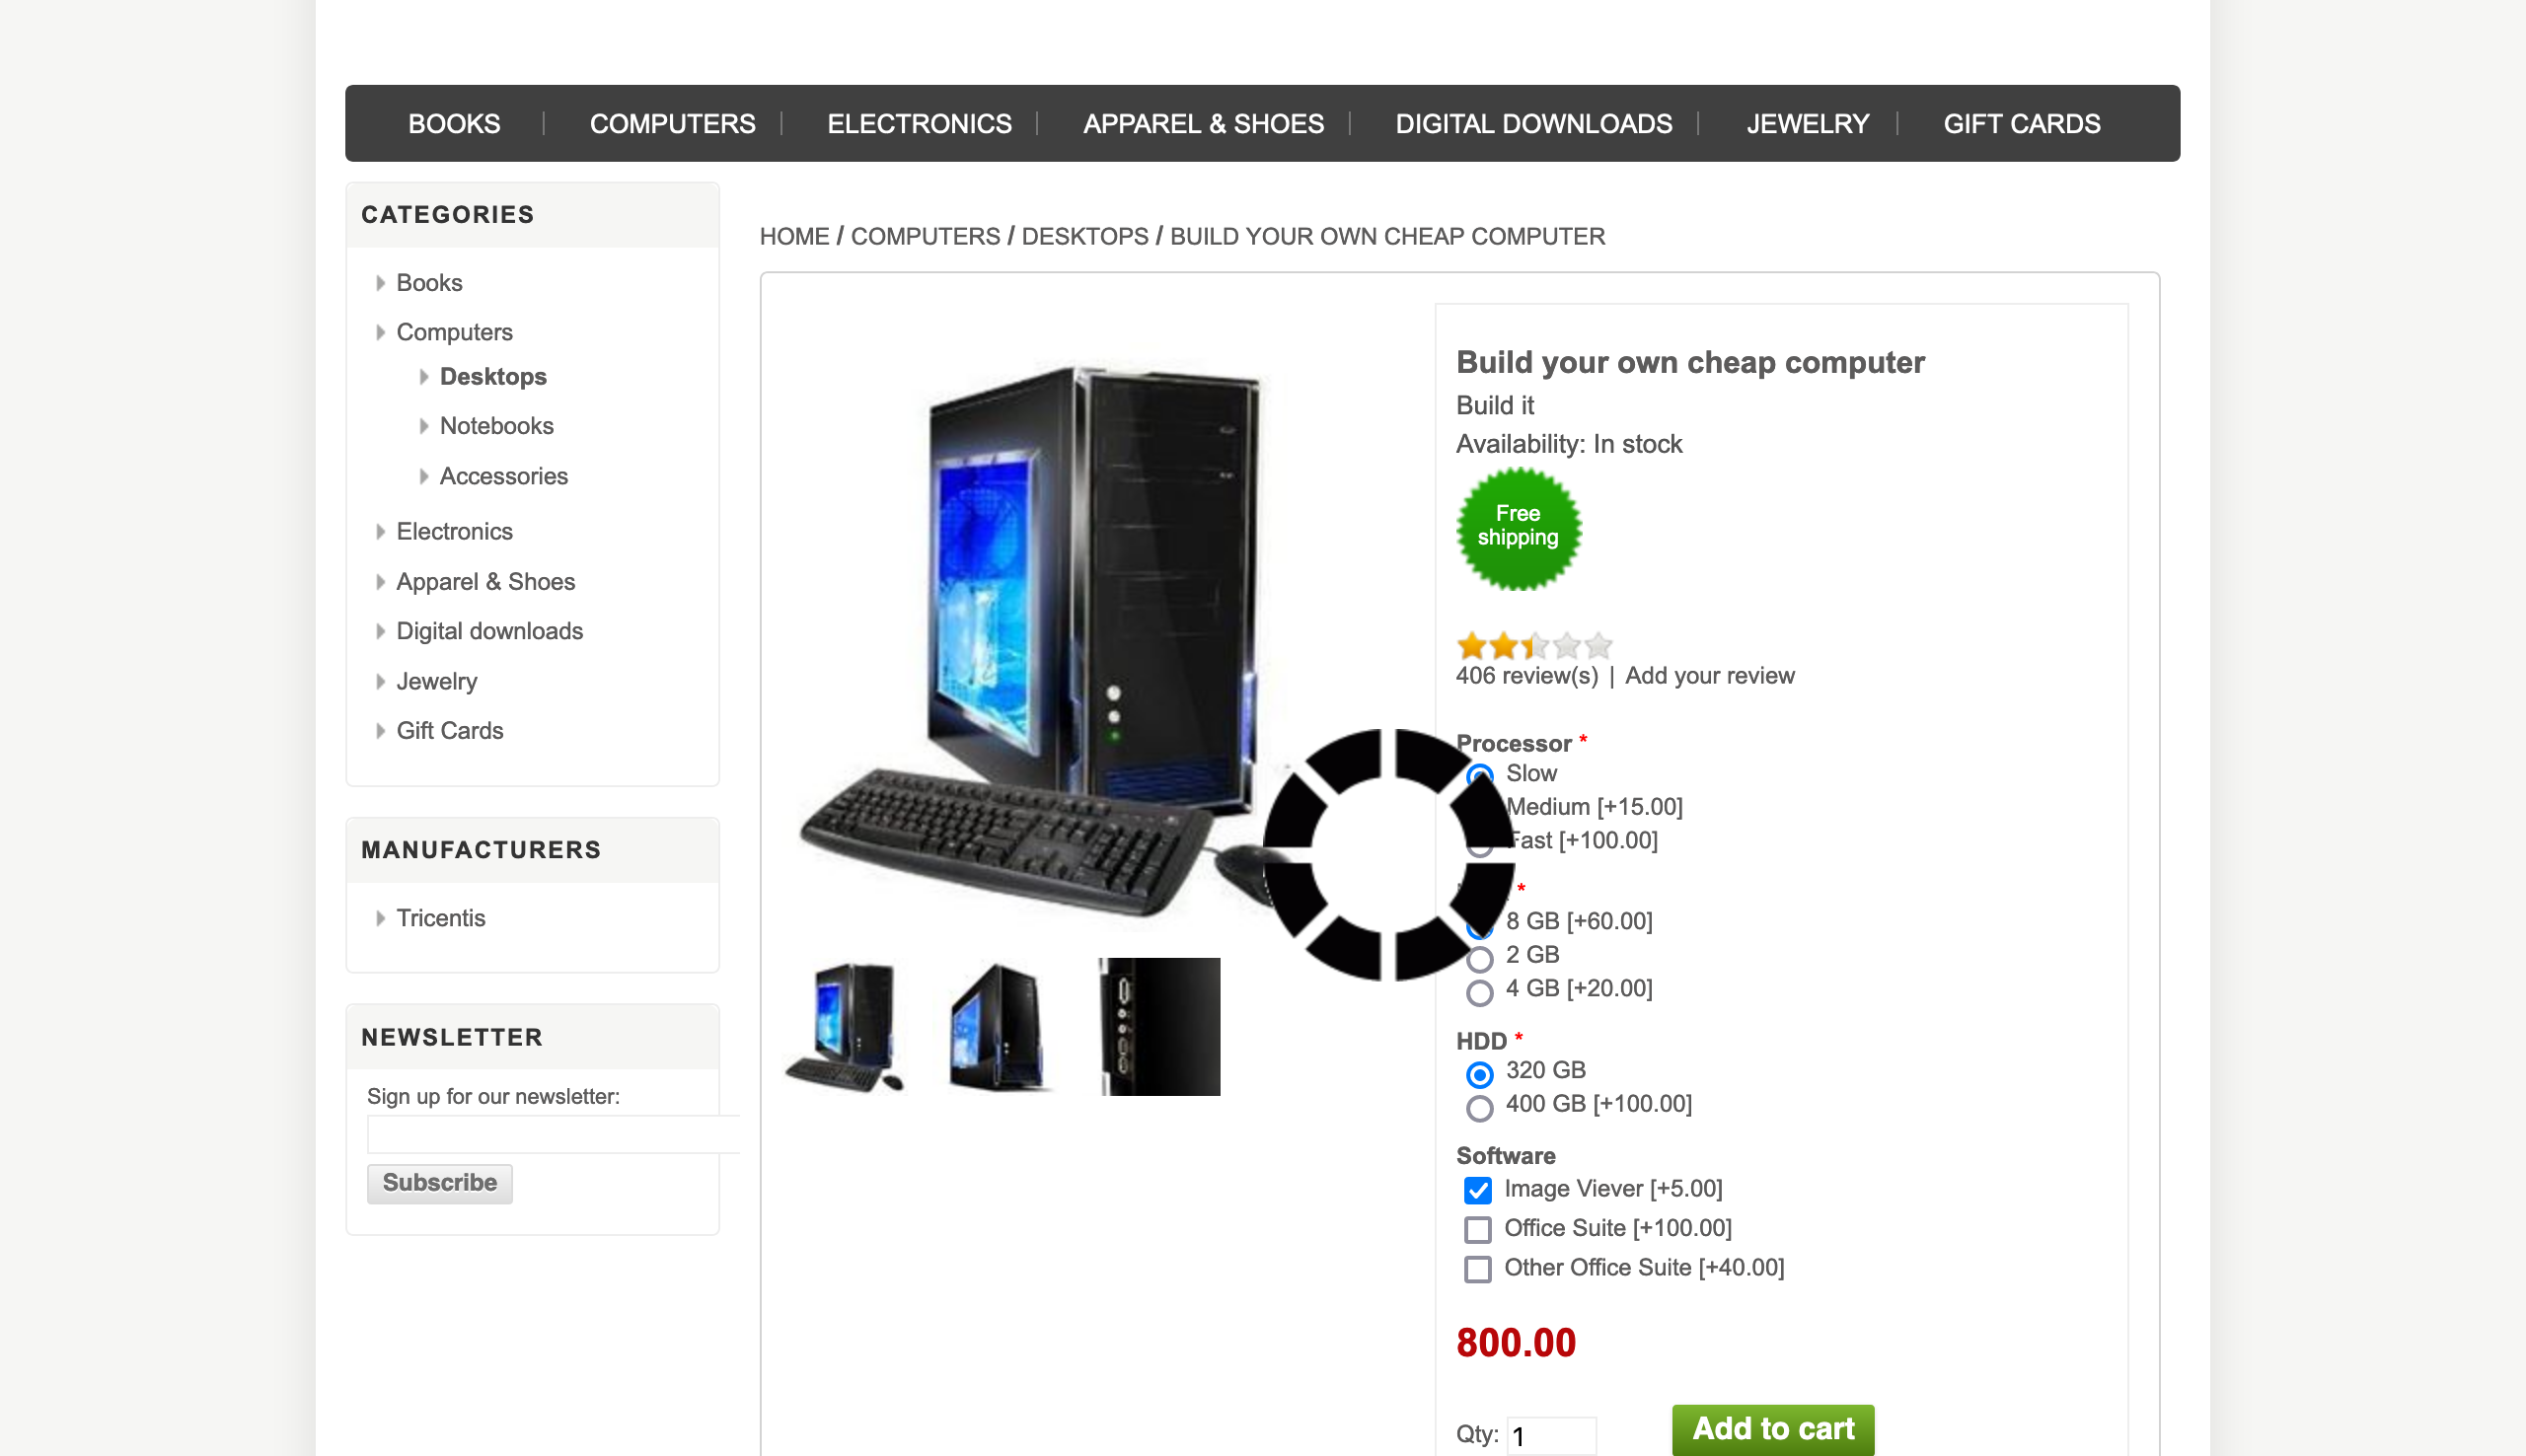 BOOKS COMPUTERS ELECTRONICS APPAREL & SHOES DIGITAL DOWNLOADS JEWELRY GIFT CARDS
CATEGORIES
Books
Computers
Desktops
Notebooks
Accessories
Electronics
Apparel & Shoes
Digital downloads
Jewelry
Gift Cards
MANUFACTURERS
Tricentis
NEWSLETTER
Sign up for our newsletter:
Subscribe
HOME / COMPUTERS / DESKTOPS / BUILD YOUR OWN CHEAP COMPUTER
Build your own cheap computer
Build it
Availability: In stock
Free
shipping
406 review(s) | Add your review
Processor *
Slow
Medium [+15.00]
Fast [+100.00]
*
8 GB [+60.00]
2 GB
4 GB [+20.00]
HDD *
320 GB
400 GB [+100.00]
Software
Image Viever [+5.00]
Office Suite [+100.00]
Other Office Suite [+40.00]
800.00
Qty: 1
Add to cart